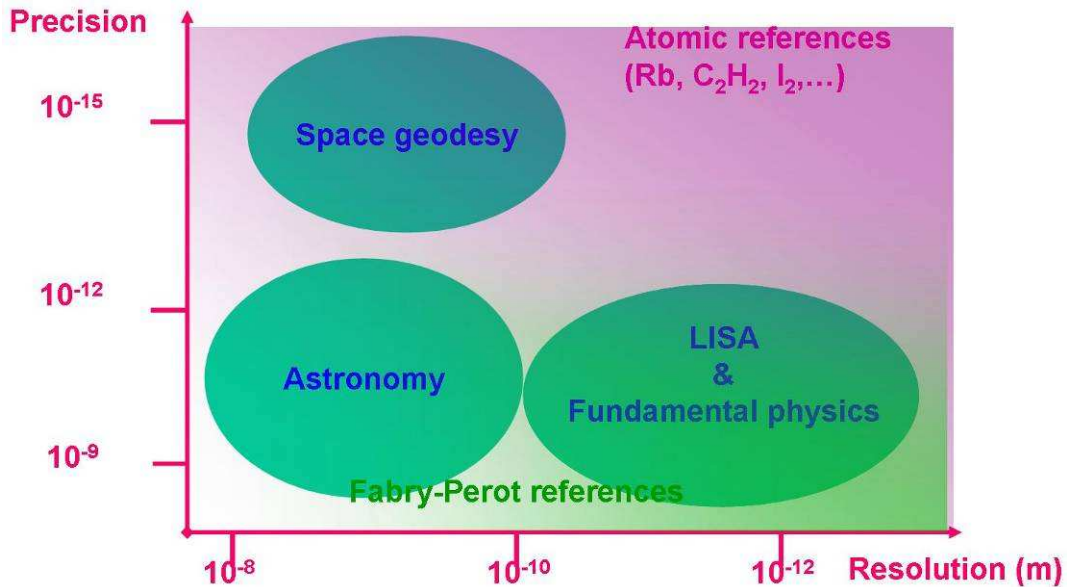 Precision
Atomic references
(Rb, C₂H₂, I₂,...)
10⁻¹⁵
Space geodesy
10⁻¹²
LISA
&
Fundamental physics
Astronomy
10⁻⁹
Fabry-Perot references
10⁻⁸
10⁻¹⁰
10⁻¹²
Resolution (m)